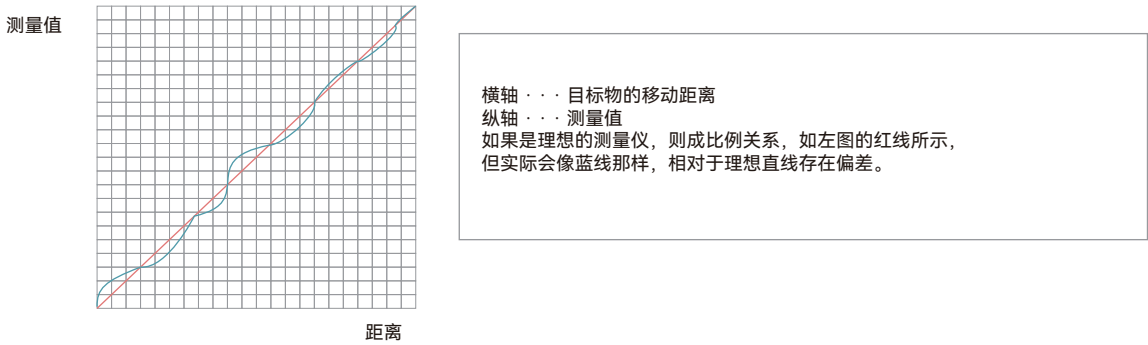 测量值
横轴···目标物的移动距离
纵轴···测量值
如果是理想的测量仪，则成比例关系，如左图的红线所示，
但实际会像蓝线那样，相对于理想直线存在偏差。
距离